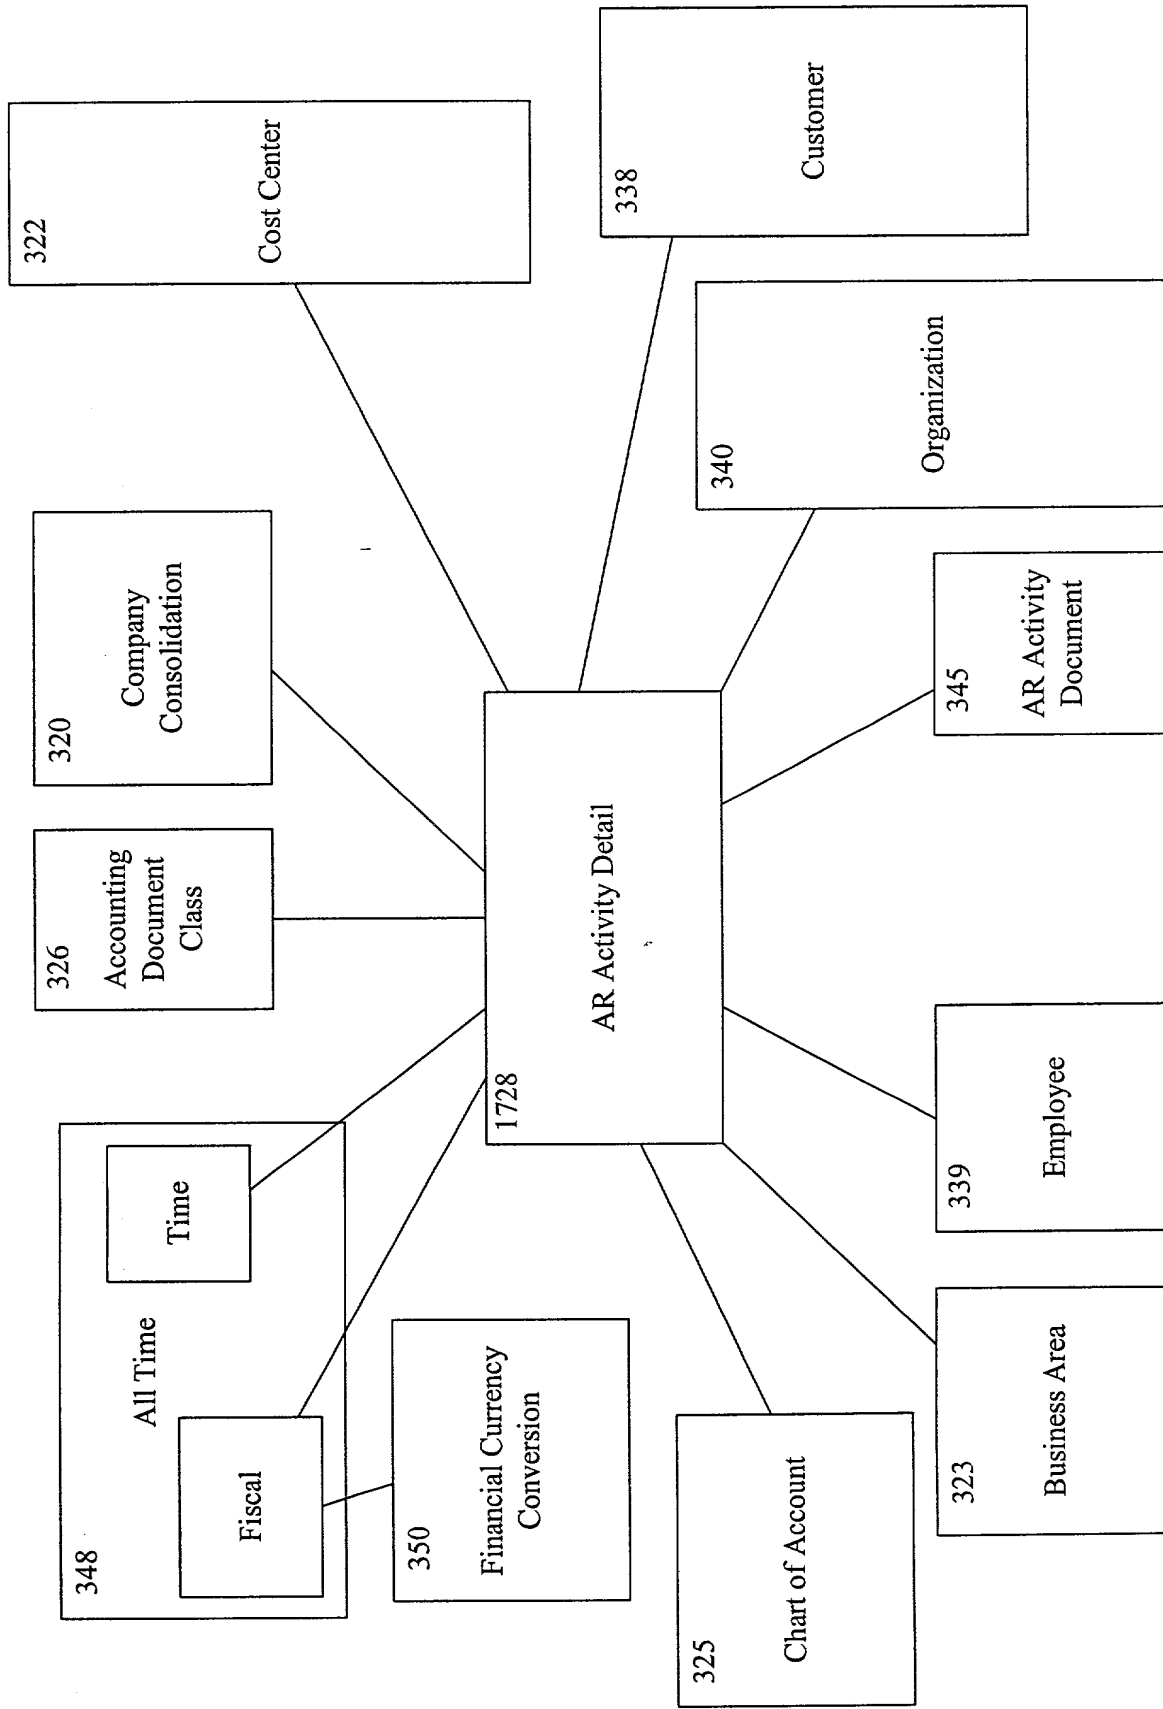 348
All Time
Fiscal
Time
326
Accounting
Document
Class
320
Company
Consolidation
322
Cost Center
350
Financial Currency
Conversion
1728
AR Activity Detail
338
Customer
325
Chart of Account
340
Organization
323
Business Area
339
Employee
345
AR Activity
Document